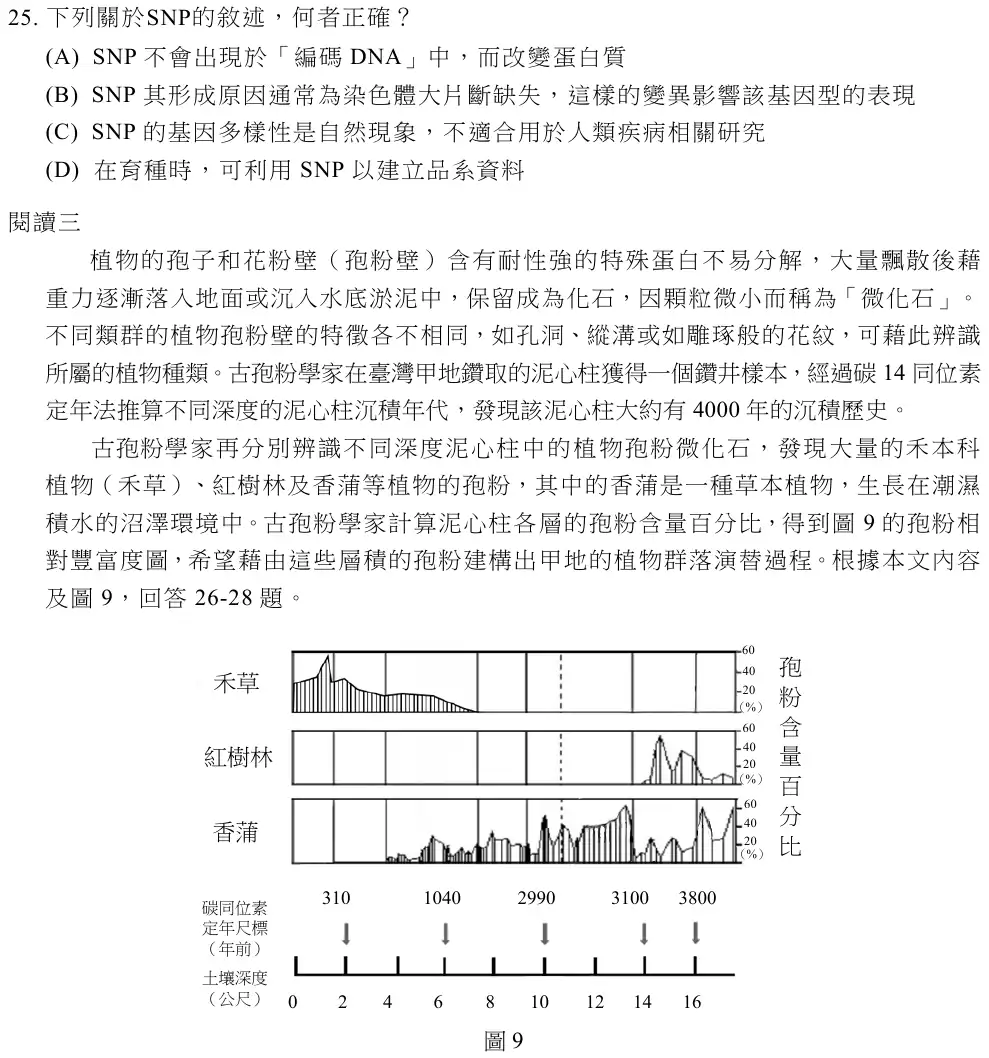 25. 下列關於SNP的敘述,何者正確?
(A) SNP 不會出現於「編碼 DNA」中,而改變蛋白質
(B) SNP 其形成原因通常為染色體大片斷缺失,這樣的變異影響該基因型的表現
(C) SNP 的基因多樣性是自然現象,不適合用於人類疾病相關研究
(D) 在育種時,可利用 SNP 以建立品系資料
閱讀三
植物的孢子和花粉壁(孢粉壁)含有耐性強的特殊蛋白不易分解,大量飄散後藉
重力逐漸落入地面或沉入水底淤泥中,保留成為化石,因顆粒微小而稱為「微化石」。
不同類群的植物孢粉壁的特徵各不相同,如孔洞、縱溝或如雕琢般的花紋,可藉此辨識
所屬的植物種類。古孢粉學家在臺灣甲地鑽取的泥心柱獲得一個鑽井樣本,經過碳 14 同位素
定年法推算不同深度的泥心柱沉積年代,發現該泥心柱大約有 4000 年的沉積歷史。
古孢粉學家再分別辨識不同深度泥心柱中的植物孢粉微化石,發現大量的禾本科
植物(禾草)、紅樹林及香蒲等植物的孢粉,其中的香蒲是一種草本植物,生長在潮濕
積水的沼澤環境中。古孢粉學家計算泥心柱各層的孢粉含量百分比,得到圖 9 的孢粉相
對豐富度圖,希望藉由這些層積的孢粉建構出甲地的植物群落演替過程。根據本文內容
及圖 9,回答 26-28 題。
禾草
60
40
20
(%)
紅樹林
60
40
20
(%)
香蒲
60
40
20
(%)
孢粉含量百分比
碳同位素
定年尺標
(年前)
310 1040 2990 3100 3800
土壤深度
(公尺)
0 2 4 6 8 10 12 14 16
圖 9